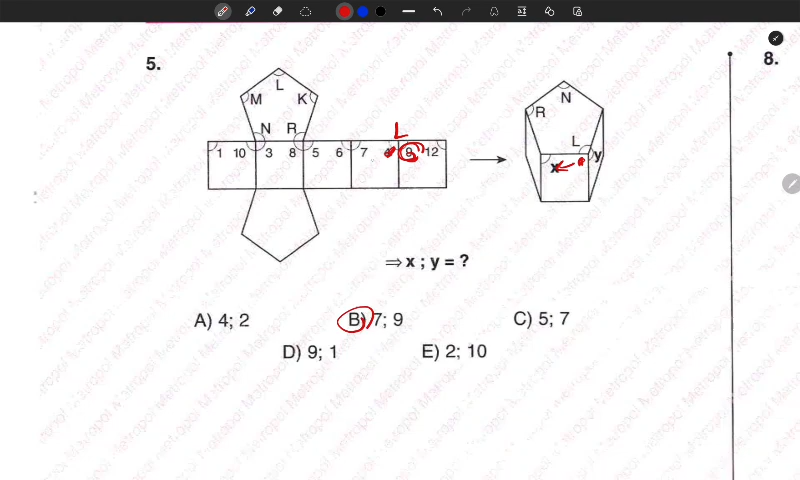 5.
8.
L
M K
N R
L
1 10 3 8 5 6 7 9 12
N
R
L
x y
⇒ x ; y = ?
A) 4; 2 B) 7; 9 C) 5; 7
D) 9; 1 E) 2; 10